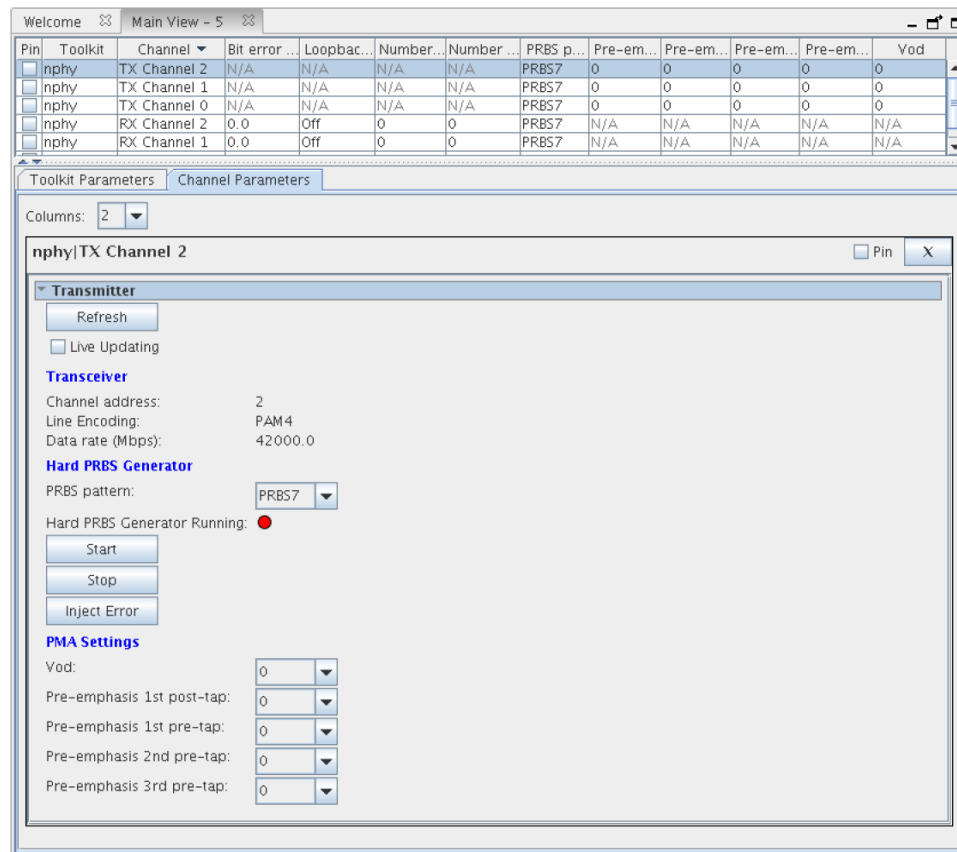 Welcome Main View – 5
Pin Toolkit Channel Bit error ... Loopbac... Number... Number ... PRBS p... Pre-em... Pre-em... Pre-em... Pre-em... Vod
nphy TX Channel 2 N/A N/A N/A N/A PRBS7 0 0 0 0 0
nphy TX Channel 1 N/A N/A N/A N/A PRBS7 0 0 0 0 0
nphy TX Channel 0 N/A N/A N/A N/A PRBS7 0 0 0 0 0
nphy RX Channel 2 0.0 Off 0 0 PRBS7 N/A N/A N/A N/A N/A
nphy RX Channel 1 0.0 Off 0 0 PRBS7 N/A N/A N/A N/A N/A
Toolkit Parameters Channel Parameters
Columns: 2
nphy|TX Channel 2 Pin X
Transmitter
Refresh
Live Updating
Transceiver
Channel address: 2
Line Encoding: PAM4
Data rate (Mbps): 42000.0
Hard PRBS Generator
PRBS pattern: PRBS7
Hard PRBS Generator Running:
Start
Stop
Inject Error
PMA Settings
Vod: 0
Pre-emphasis 1st post-tap: 0
Pre-emphasis 1st pre-tap: 0
Pre-emphasis 2nd pre-tap: 0
Pre-emphasis 3rd pre-tap: 0